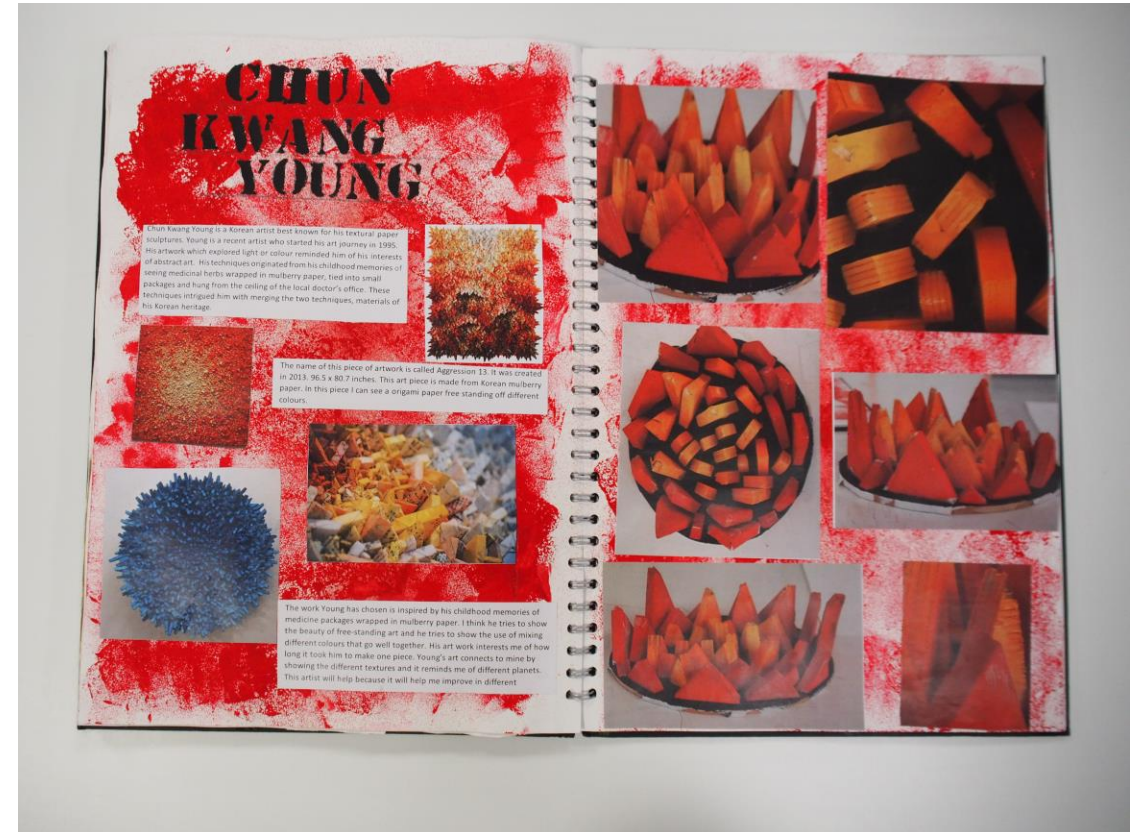 CHUN
KWANG
YOUNG
Chun Kwang Young is a Korean artist best known for his textural paper
sculptures. Young is a recent artist who started his art journey in 1995.
His artwork which explored light or colour reminded him of his interests
of abstract art. His techniques originated from his childhood memories of
seeing medicinal herbs wrapped in mulberry paper, tied into small
packages and hung from the ceiling of the local doctor's office. These
techniques intrigued him with merging the two techniques, materials of
his Korean heritage.
The name of this piece of artwork is called Aggression 13. It was created
in 2013. 96.5 x 80.7 inches. This art piece is made from Korean mulberry
paper. In this piece I can see a origami paper free standing off different
colours.
The work Young has chosen is inspired by his childhood memories of
medicine packages wrapped in mulberry paper. I think he tries to show
the beauty of free-standing art and he tries to show the use of mixing
different colours that go well together. His art work interests me of how
long it took him to make one piece. Young's art connects to mine by
showing the different textures and it reminds me of different planets.
This artist will help because it will help me improve in different